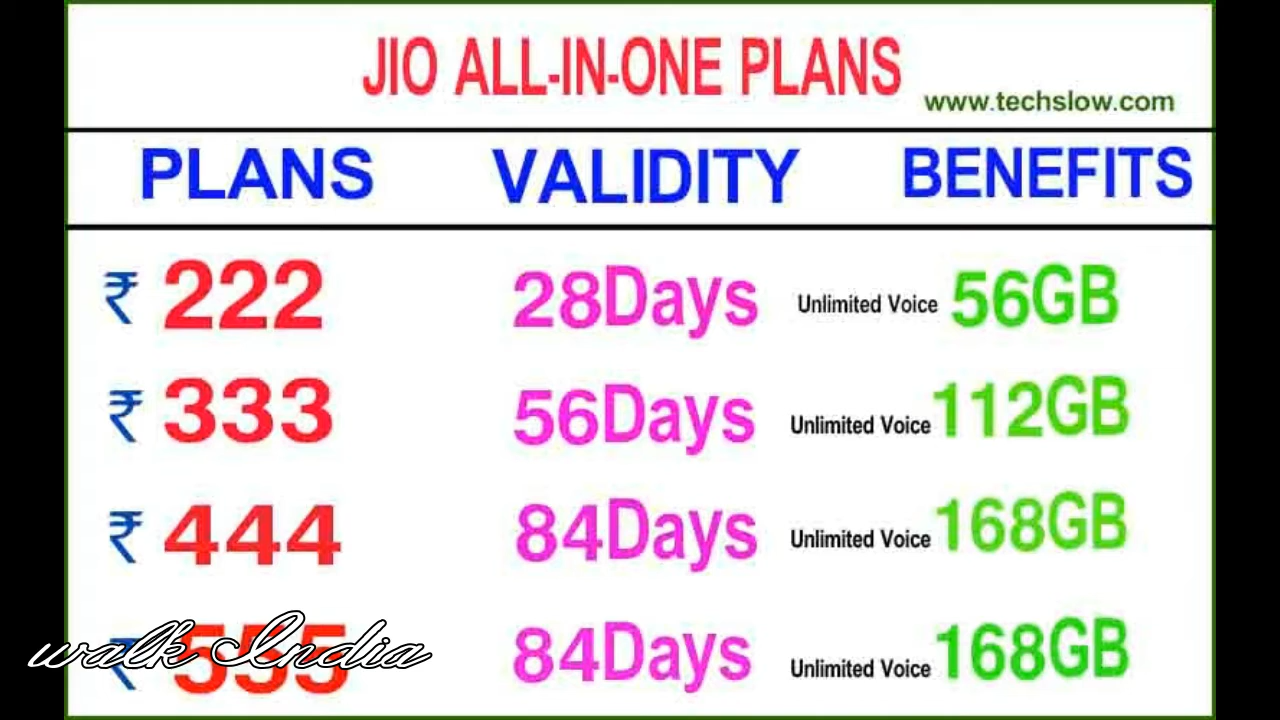 JIO ALL-IN-ONE PLANS
www.techslow.com
PLANS VALIDITY BENEFITS
₹ 222 28Days Unlimited Voice 56GB
₹ 333 56Days Unlimited Voice 112GB
₹ 444 84Days Unlimited Voice 168GB
₹ 555 84Days Unlimited Voice 168GB
walk India